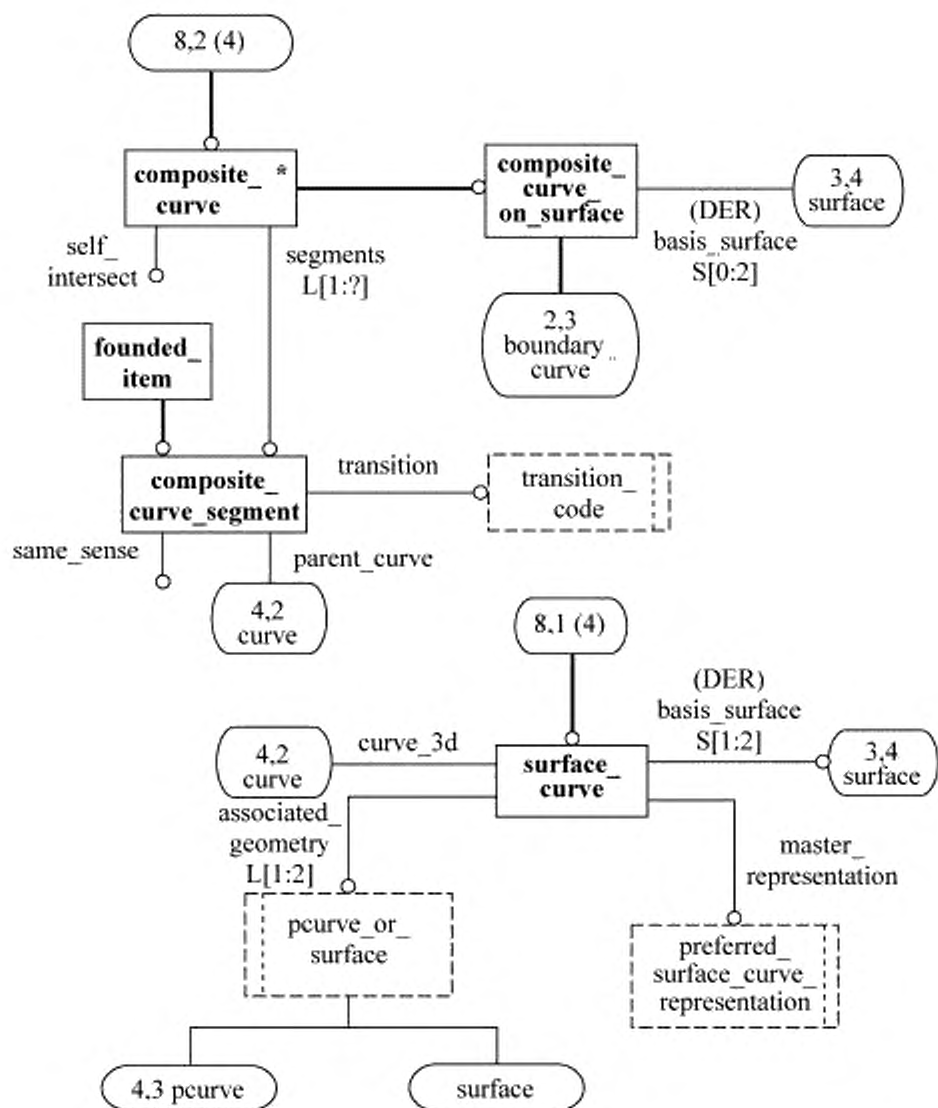 8,2 (4)
composite_ *
curve
composite_
curve_
on_surface
3,4
surface
(DER)
basis_surface
S[0:2]
self_
intersect
segments
L[1:?]
2,3
boundary_
curve
founded_
item
composite_
curve_segment
transition
transition_
code
same_sense
parent_curve
4,2
curve
8,1 (4)
(DER)
basis_surface
S[1:2]
4,2
curve
curve_3d
surface_
curve
3,4
surface
associated_
geometry
L[1:2]
master_
representation
pcurve_or_
surface
preferred_
surface_curve_
representation
4,3 pcurve
surface